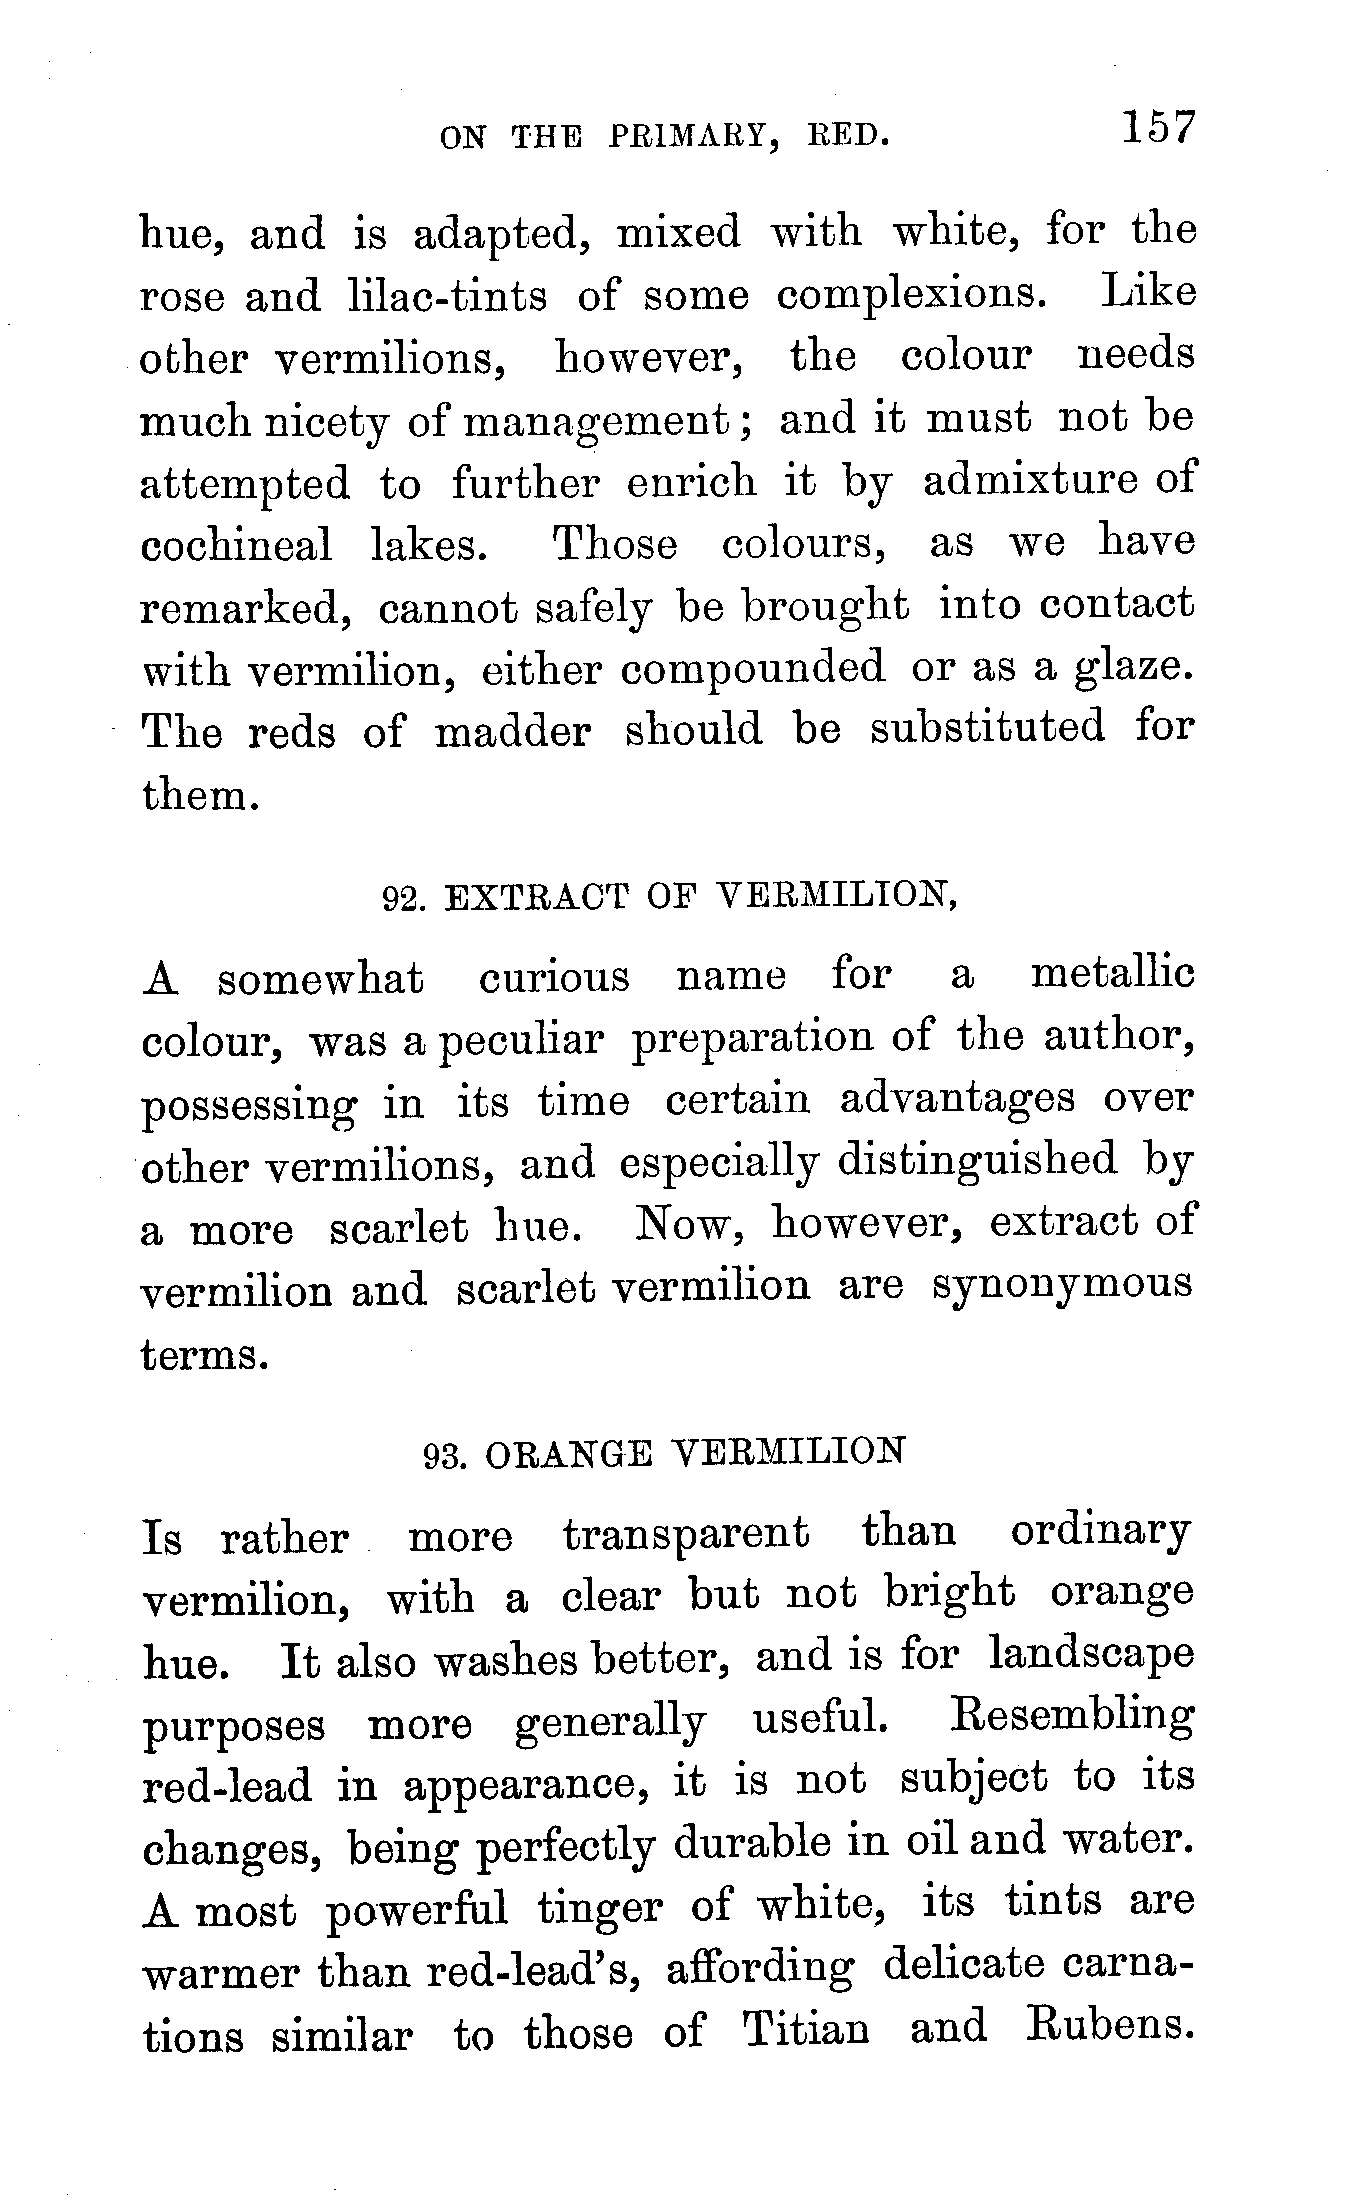 ON THE PRIMARY, RED. 157
hue, and is adapted, mixed with white, for the
rose and lilac-tints of some complexions. Like
other vermilions, however, the colour needs
much nicety of management; and it must not be
attempted to further enrich it by admixture of
cochineal lakes. Those colours, as we have
remarked, cannot safely be brought into contact
with vermilion, either compounded or as a glaze.
The reds of madder should be substituted for
them.
92. EXTRACT OF VERMILION,
A somewhat curious name for a metallic
colour, was a peculiar preparation of the author,
possessing in its time certain advantages over
other vermilions, and especially distinguished by
a more scarlet hue. Now, however, extract of
vermilion and scarlet vermilion are synonymous
terms.
93. ORANGE VERMILION
Is rather more transparent than ordinary
vermilion, with a clear but not bright orange
hue. It also washes better, and is for landscape
purposes more generally useful. Resembling
red-lead in appearance, it is not subject to its
changes, being perfectly durable in oil and water.
A most powerful tinger of white, its tints are
warmer than red-lead's, affording delicate carna-
tions similar to those of Titian and Rubens.